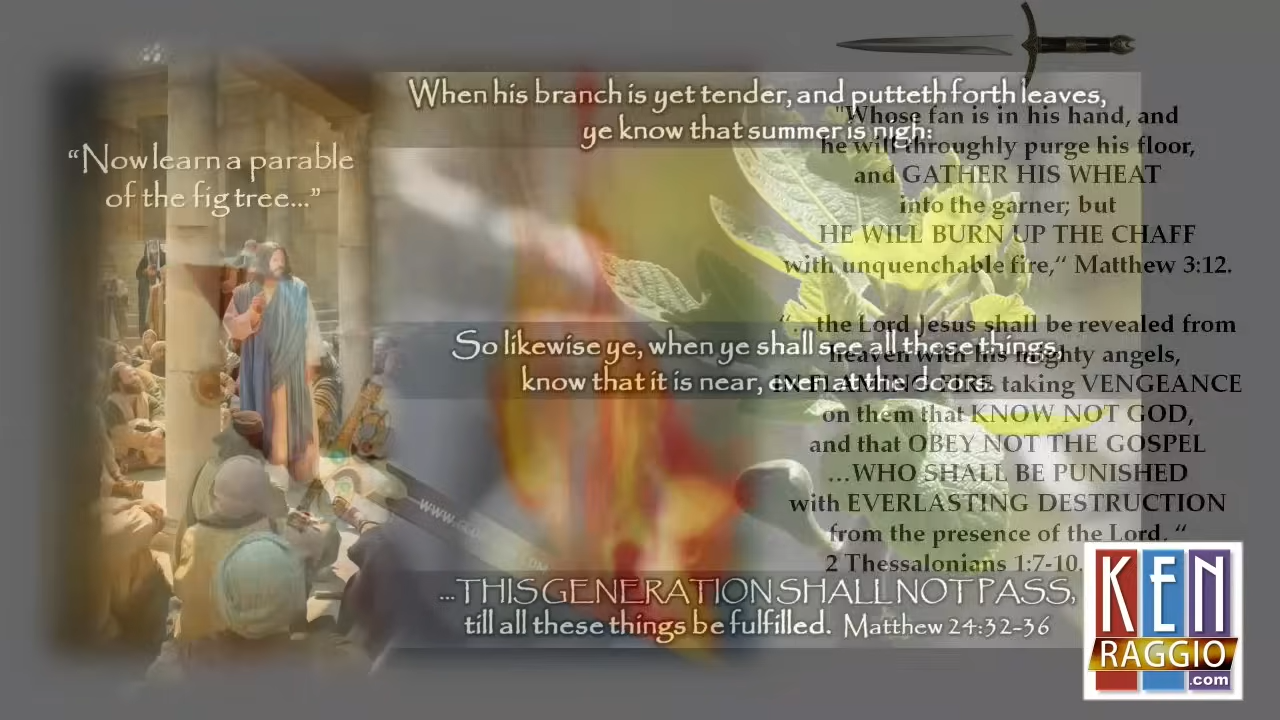 “Now learn a parable
of the fig tree...”
When his branch is yet tender, and putteth forth leaves,
ye know that summer is nigh:
So likewise ye, when ye shall see all these things,
know that it is near, even at the doors.
...THIS GENERATION SHALL NOT PASS,
till all these things be fulfilled. Matthew 24:32-36
"Whose fan is in his hand, and
he will throughly purge his floor,
and GATHER HIS WHEAT
into the garner; but
HE WILL BURN UP THE CHAFF
with unquenchable fire,“ Matthew 3:12.
“...the Lord Jesus shall be revealed from
heaven with his mighty angels,
IN FLAMING FIRE taking VENGEANCE
on them that KNOW NOT GOD,
and that OBEY NOT THE GOSPEL
...WHO SHALL BE PUNISHED
with EVERLASTING DESTRUCTION
from the presence of the Lord, “
2 Thessalonians 1:7-10.
KEN
RAGGIO
.com